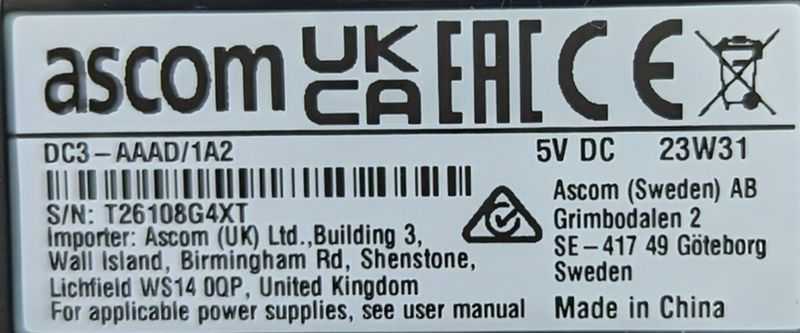 ascom UK CA EAC CE
DC3-AAAD/1A2 5V DC 23W31
S/N: T26108G4XT
Importer: Ascom (UK) Ltd.,Building 3,
Wall Island, Birmingham Rd, Shenstone,
Lichfield WS14 0QP, United Kingdom
For applicable power supplies, see user manual
Ascom (Sweden) AB
Grimbodalen 2
SE-417 49 Göteborg
Sweden
Made in China